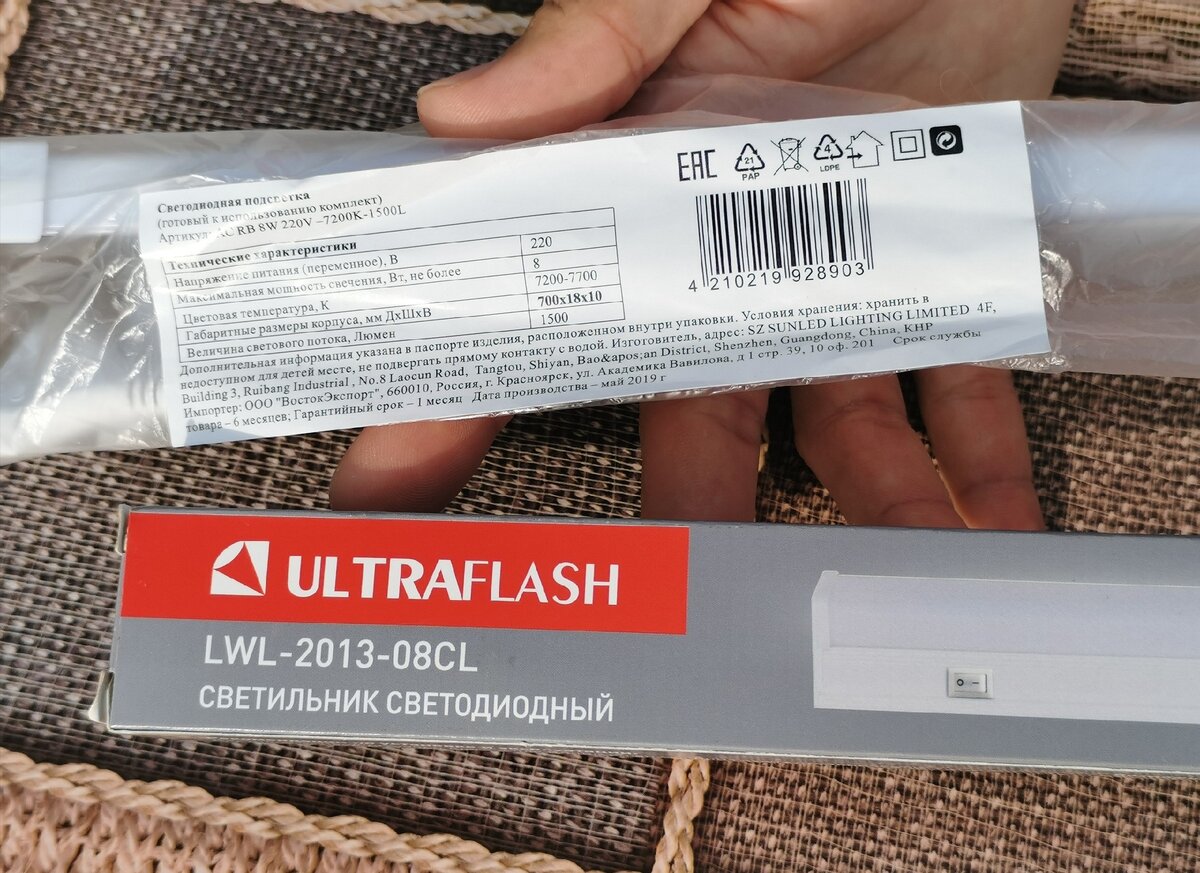 Светодиодная подсветка
(готовый к использованию комплект)
Артикул: AC RB 8W 220V –7200K-1500L
Технические характеристики
Напряжение питания (переменное), В 220
Максимальная мощность свечения, Вт, не более 8
Цветовая температура, К 7200-7700
Габаритные размеры корпуса, мм ДхШхВ 700х18х10
Величина светового потока, Люмен 1500
Дополнительная информация указана в паспорте изделия, расположенном внутри упаковки. Условия хранения: хранить в
недоступном для детей месте, не подвергать прямому контакту с водой. Изготовитель, адрес: SZ SUNLED LIGHTING LIMITED 4F,
Building 3, Ruibang Industrial, No.8 Laocun Road, Tangtou, Shiyan, Bao&apos;an District, Shenzhen, Guangdong, China, КНР
Импортер: ООО "ВостокЭкспорт", 660010, Россия, г. Красноярск, ул. Академика Вавилова, д 1 стр. 39, 10 оф. 201 Срок службы
товара – 6 месяцев; Гарантийный срок – 1 месяц Дата производства – май 2019 г
EAC
21
PAP
4
LDPE
4 210219 928903
ULTRAFLASH
LWL-2013-08CL
СВЕТИЛЬНИК СВЕТОДИОДНЫЙ